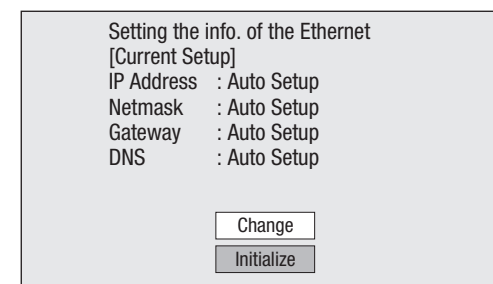 Setting the info. of the Ethernet
[Current Setup]
IP Address : Auto Setup
Netmask : Auto Setup
Gateway : Auto Setup
DNS : Auto Setup
Change
Initialize